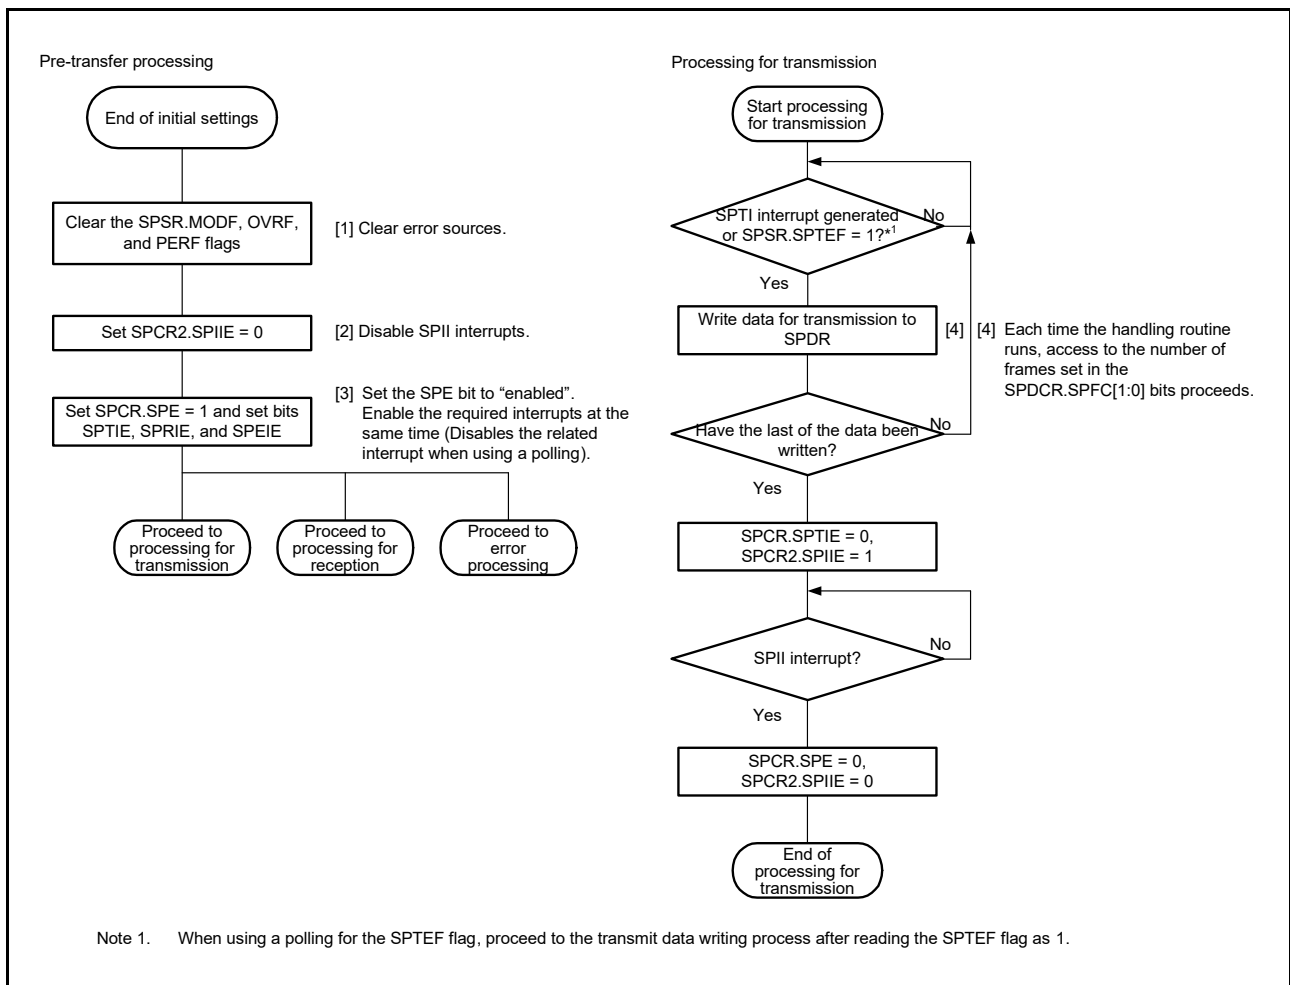 Pre-transfer processing
End of initial settings
Clear the SPSR.MODF, OVRF,
and PERF flags
[1] Clear error sources.
Set SPCR2.SPIIE = 0
[2] Disable SPII interrupts.
Set SPCR.SPE = 1 and set bits
SPTIE, SPRIE, and SPEIE
[3] Set the SPE bit to “enabled”.
Enable the required interrupts at the
same time (Disables the related
interrupt when using a polling).
Proceed to
processing for
transmission
Proceed to
processing for
reception
Proceed to
error
processing
Processing for transmission
Start processing
for transmission
SPTI interrupt generated
or SPSR.SPTEF = 1?*1
No
Yes
Write data for transmission to
SPDR
[4]
[4] Each time the handling routine
runs, access to the number of
frames set in the
SPDCR.SPFC[1:0] bits proceeds.
Have the last of the data been
written?
No
Yes
SPCR.SPTIE = 0,
SPCR2.SPIIE = 1
SPII interrupt?
No
Yes
SPCR.SPE = 0,
SPCR2.SPIIE = 0
End of
processing for
transmission
Note 1. When using a polling for the SPTEF flag, proceed to the transmit data writing process after reading the SPTEF flag as 1.